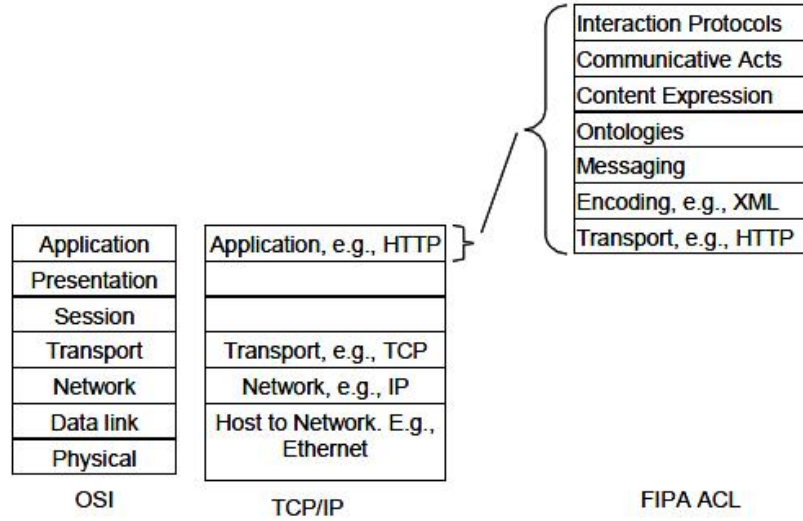 Interaction Protocols
Communicative Acts
Content Expression
Ontologies
Messaging
Encoding, e.g., XML
Transport, e.g., HTTP
Application
Presentation
Session
Transport
Network
Data link
Physical
OSI
Application, e.g., HTTP
Transport, e.g., TCP
Network, e.g., IP
Host to Network. E.g.,
Ethernet
TCP/IP
FIPA ACL